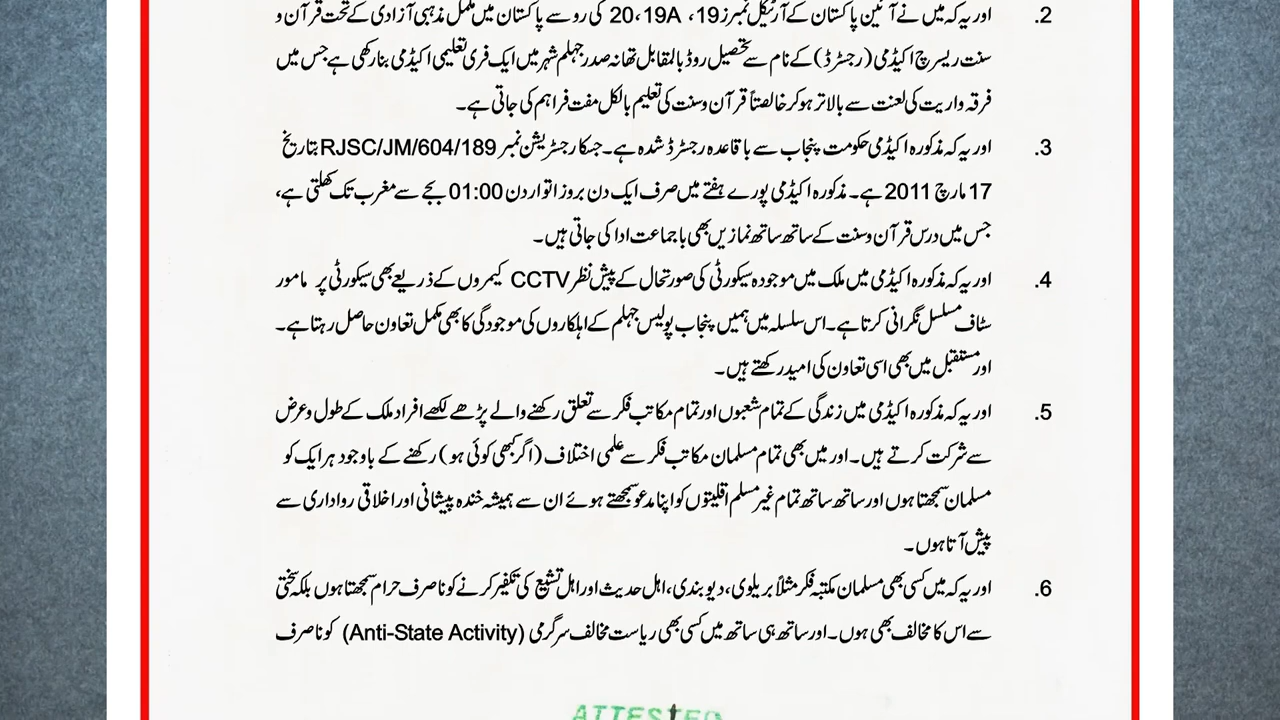 2. اور یہ کہ میں نے آئین پاکستان کے آرٹیکل نمبرز 19، 19A، 20 کی رو سے پاکستان میں مکمل مذہبی آزادی کے تحت قرآن و
سنت ریسرچ اکیڈمی (رجسٹرڈ) کے نام سے تحصیل روڈ بالمقابل تھانہ صدر جہلم شہر میں ایک فری تعلیمی اکیڈمی بنا رکھی ہے جس میں
فرقہ واریت کی لعنت سے بالاتر ہو کر خالصتاً قرآن وسنت کی تعلیم بالکل مفت فراہم کی جاتی ہے۔
3. اور یہ کہ مذکورہ اکیڈمی حکومت پنجاب سے باقاعدہ رجسٹرڈ شدہ ہے۔ جسکا رجسٹریشن نمبر RJSC/JM/604/189 بتاریخ
17 مارچ 2011 ہے۔ مذکورہ اکیڈمی پورے ہفتے میں صرف ایک دن بروز اتوار دن 01:00 بجے سے مغرب تک کھلتی ہے،
جس میں درس قرآن وسنت کے ساتھ ساتھ نمازیں بھی باجماعت ادا کی جاتی ہیں۔
4. اور یہ کہ مذکورہ اکیڈمی میں ملک میں موجودہ سیکورٹی کی صورتحال کے پیش نظر CCTV کیمروں کے ذریعے بھی سیکورٹی پر مامور
سٹاف مسلسل نگرانی کرتا ہے۔ اس سلسلہ میں ہمیں پنجاب پولیس جہلم کے اہلکاروں کی موجودگی کا بھی مکمل تعاون حاصل رہتا ہے۔
اور مستقبل میں بھی اسی تعاون کی امید رکھتے ہیں۔
5. اور یہ کہ مذکورہ اکیڈمی میں زندگی کے تمام شعبوں اور تمام مکاتب فکر سے تعلق رکھنے والے پڑھے لکھے افراد ملک کے طول وعرض
سے شرکت کرتے ہیں۔ اور میں بھی تمام مسلمان مکاتب فکر سے علمی اختلاف (اگر کبھی کوئی ہو) رکھنے کے باوجود ہر ایک کو
مسلمان سمجھتا ہوں اور ساتھ ساتھ تمام غیر مسلم اقلیتوں کو اپنا مدعو سمجھتے ہوئے ان سے ہمیشہ خندہ پیشانی اور اخلاقی رواداری سے
پیش آتا ہوں۔
6. اور یہ کہ میں کسی بھی مسلمان مکتبہ فکر مثلاً بریلوی، دیوبندی، اہل حدیث اور اہل تشیع کی تکفیر کرنے کو نا صرف حرام سمجھتا ہوں بلکہ سختی
سے اس کا مخالف بھی ہوں۔ اور ساتھ ہی ساتھ میں کسی بھی ریاست مخالف سرگرمی (Anti-State Activity) کو نا صرف
ATTESTED